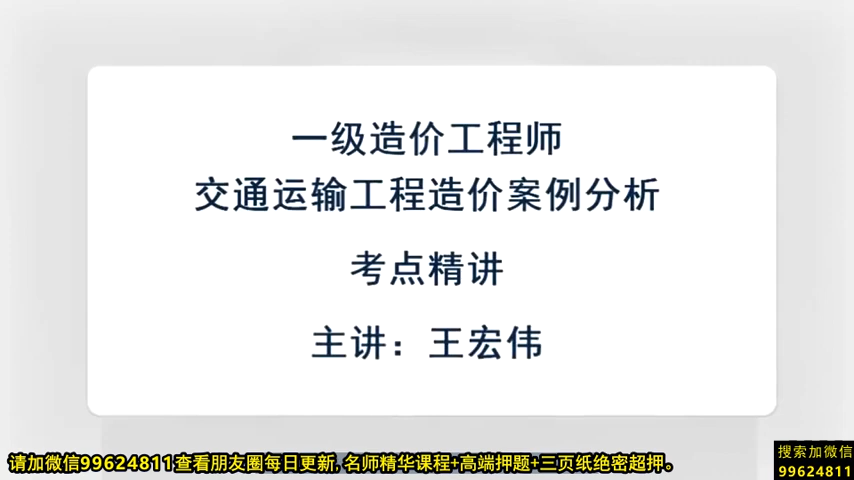 一级造价工程师
交通运输工程造价案例分析
考点精讲
主讲：王宏伟
请加微信99624811查看朋友圈每日更新,名师精华课程+高端押题+三页纸绝密超押。
搜索加微信
99624811